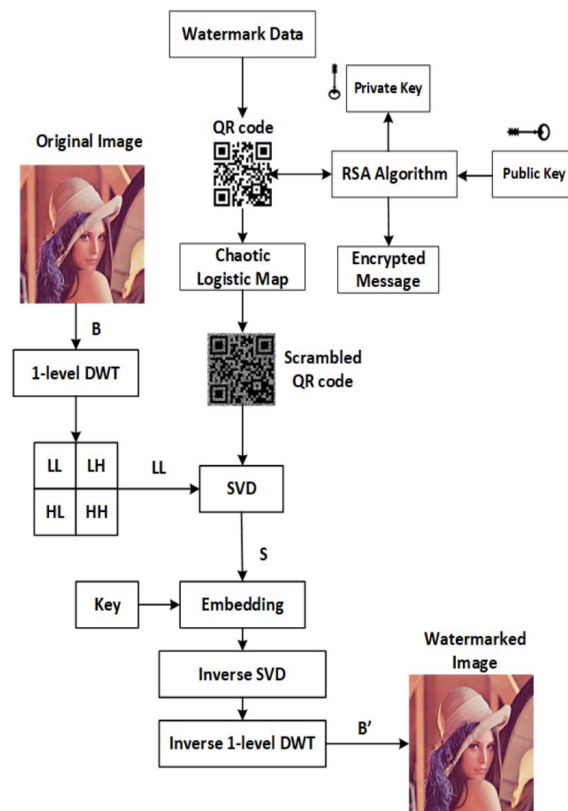 Watermark Data
Private Key
QR code
Original Image
RSA Algorithm
Public Key
Chaotic
Logistic Map
Encrypted
Message
B
1-level DWT
Scrambled
QR code
LL LH
HL HH
LL
SVD
S
Key
Embedding
Watermarked
Image
Inverse SVD
Inverse 1-level DWT
B'